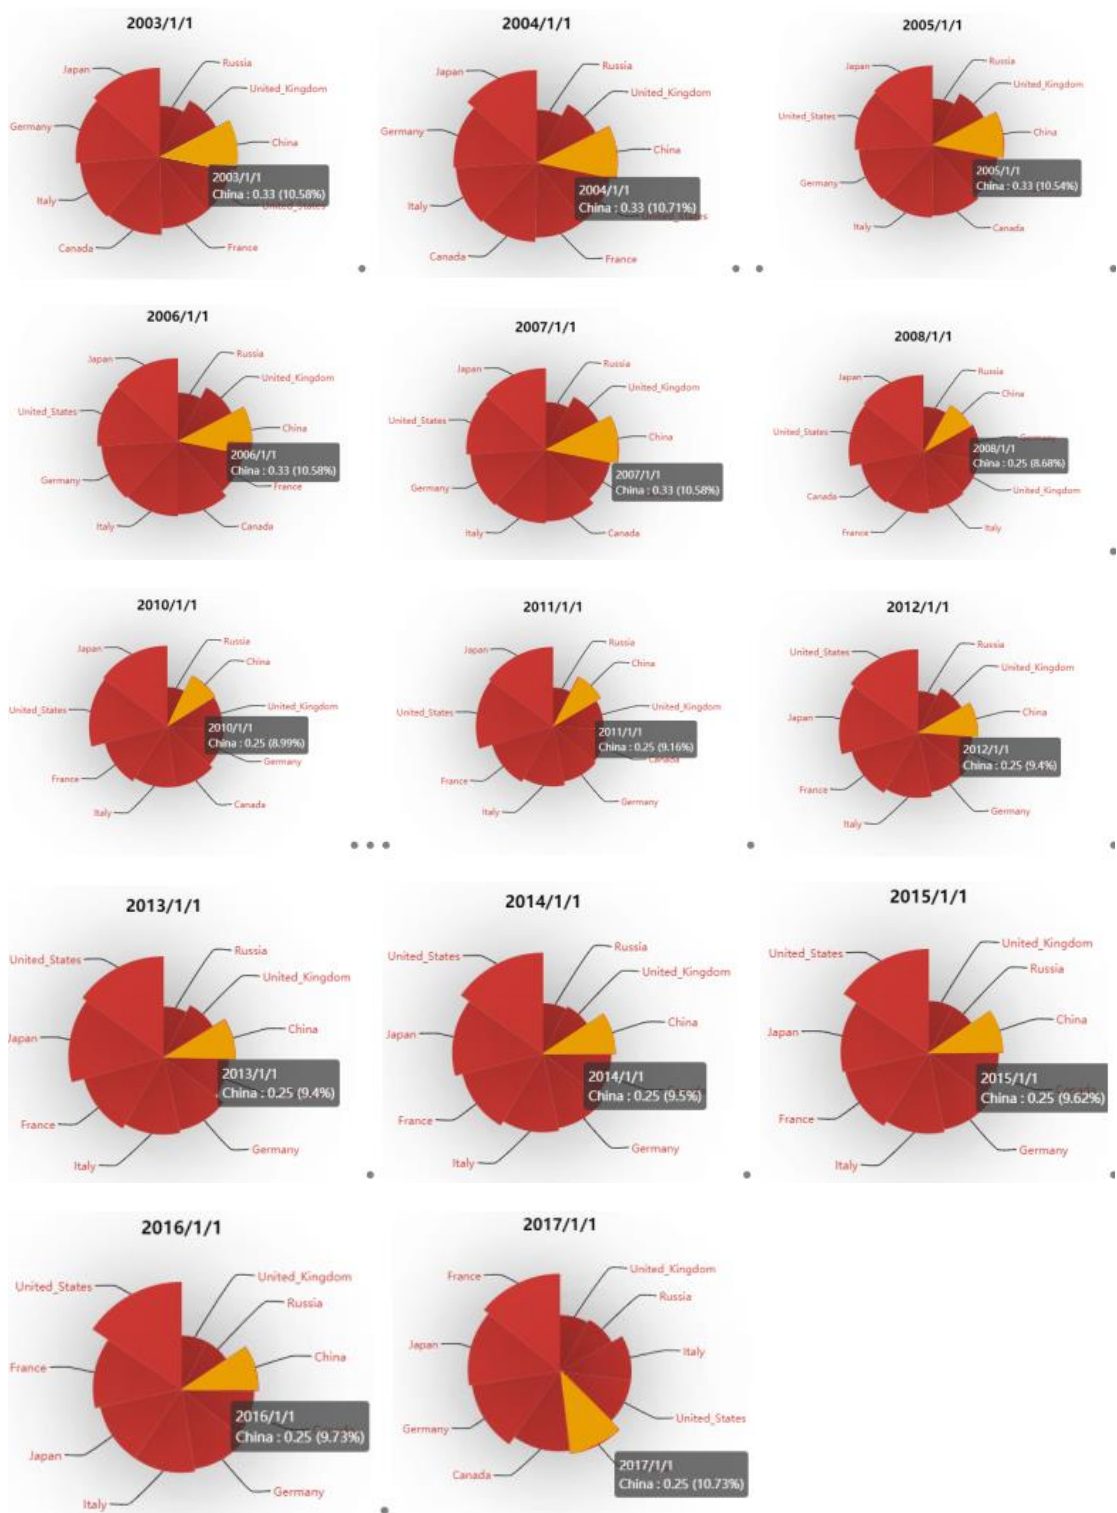 2003/1/1
Japan
Russia
United_Kingdom
Germany
China
2003/1/1
China : 0.33 (10.58%)
Italy
United_States
Canada
France
2004/1/1
Japan
Russia
United_Kingdom
Germany
China
2004/1/1
China : 0.33 (10.71%)
Italy
United_States
Canada
France
2005/1/1
Japan
Russia
United_Kingdom
United_States
China
2005/1/1
China : 0.33 (10.54%)
Germany
Italy
Canada
2006/1/1
Japan
Russia
United_Kingdom
United_States
China
2006/1/1
China : 0.33 (10.58%)
Germany
France
Italy
Canada
2007/1/1
Japan
Russia
United_Kingdom
United_States
China
2007/1/1
China : 0.33 (10.58%)
Germany
Italy
Canada
2008/1/1
Japan
Russia
China
United_States
Germany
2008/1/1
China : 0.25 (8.68%)
Canada
United_Kingdom
France
Italy
2010/1/1
Japan
Russia
China
United_States
United_Kingdom
2010/1/1
China : 0.25 (8.99%)
Germany
France
Canada
Italy
2011/1/1
Japan
Russia
China
United_States
United_Kingdom
2011/1/1
China : 0.25 (9.16%)
Canada
France
Germany
Italy
2012/1/1
United_States
Russia
United_Kingdom
Japan
China
2012/1/1
China : 0.25 (9.4%)
France
Germany
Italy
2013/1/1
United_States
Russia
United_Kingdom
Japan
China
2013/1/1
China : 0.25 (9.4%)
France
Germany
Italy
2014/1/1
United_States
Russia
United_Kingdom
Japan
China
2014/1/1
China : 0.25 (9.5%)
France
Germany
Italy
2015/1/1
United_States
United_Kingdom
Russia
Japan
China
2015/1/1
China : 0.25 (9.62%)
Canada
France
Germany
Italy
2016/1/1
United_States
United_Kingdom
Russia
France
China
2016/1/1
China : 0.25 (9.73%)
Japan
Germany
Italy
2017/1/1
France
United_Kingdom
Russia
Japan
Italy
Germany
United_States
Canada
2017/1/1
China : 0.25 (10.73%)